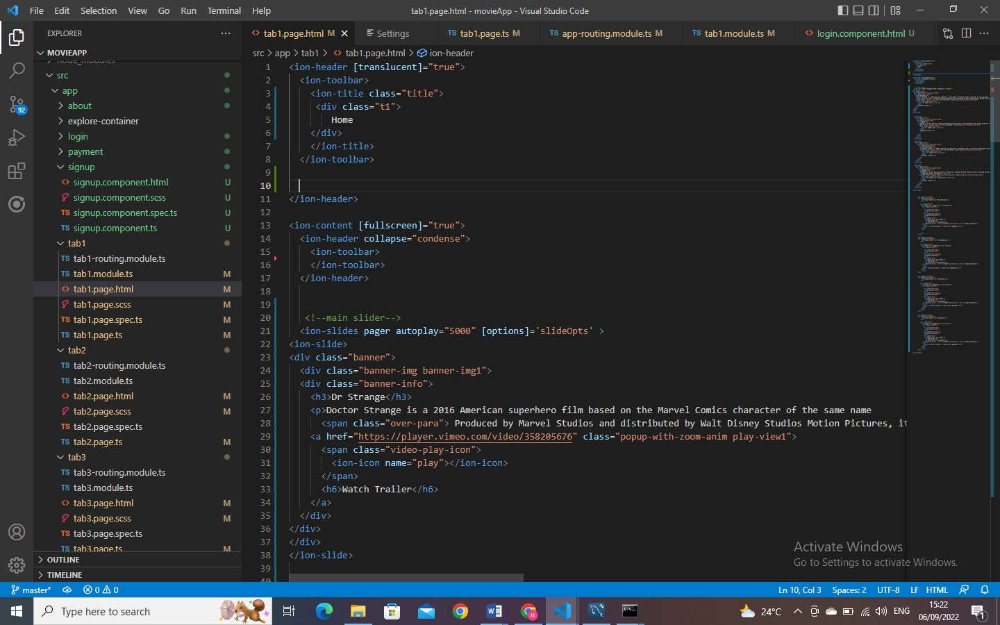 File Edit Selection View Go Run Terminal Help
tab1.page.html - movieApp - Visual Studio Code
EXPLORER
MOVIEAPP
node_modules
src
app
about
explore-container
login
payment
signup
signup.component.html U
signup.component.scss U
signup.component.spec.ts U
signup.component.ts U
tab1
tab1-routing.module.ts
tab1.module.ts M
tab1.page.html M
tab1.page.scss M
tab1.page.spec.ts M
tab1.page.ts M
tab2
tab2-routing.module.ts
tab2.module.ts
tab2.page.html M
tab2.page.scss M
tab2.page.spec.ts
tab2.page.ts M
tab3
tab3-routing.module.ts
tab3.module.ts
tab3.page.html M
tab3.page.scss M
tab3.page.spec.ts
tab3.page.ts M
OUTLINE
TIMELINE
92
tab1.page.html M
Settings
TS tab1.page.ts M
TS app-routing.module.ts M
TS tab1.module.ts M
login.component.html U
src > app > tab1 > tab1.page.html > ion-header
1 <ion-header [translucent]="true">
2 <ion-toolbar>
3 <ion-title class="title">
4 <div class="t1">
5 Home
6 </div>
7 </ion-title>
8 </ion-toolbar>
9
10
11 </ion-header>
12
13 <ion-content [fullscreen]="true">
14 <ion-header collapse="condense">
15 <ion-toolbar>
16 </ion-toolbar>
17 </ion-header>
18
19
20 <!--main slider-->
21 <ion-slides pager autoplay="5000" [options]='slideOpts' >
22 <ion-slide>
23 <div class="banner">
24 <div class="banner-img banner-img1">
25 <div class="banner-info">
26 <h3>Dr Strange</h3>
27 <p>Doctor Strange is a 2016 American superhero film based on the Marvel Comics character of the same name
28 <span class="over-para"> Produced by Marvel Studios and distributed by Walt Disney Studios Motion Pictures, it
29 <a href="https://player.vimeo.com/video/358205676" class="popup-with-zoom-anim play-view1">
30 <span class="video-play-icon">
31 <ion-icon name="play"></ion-icon>
32 </span>
33 <h6>Watch Trailer</h6>
34 </a>
35 </div>
36 </div>
37 </div>
38 </ion-slide>
39
40
Activate Windows
Go to Settings to activate Windows.
master* 0 0
Ln 10, Col 3 Spaces: 2 UTF-8 LF HTML
Type here to search
24°C
ENG
15:22
06/09/2022
1